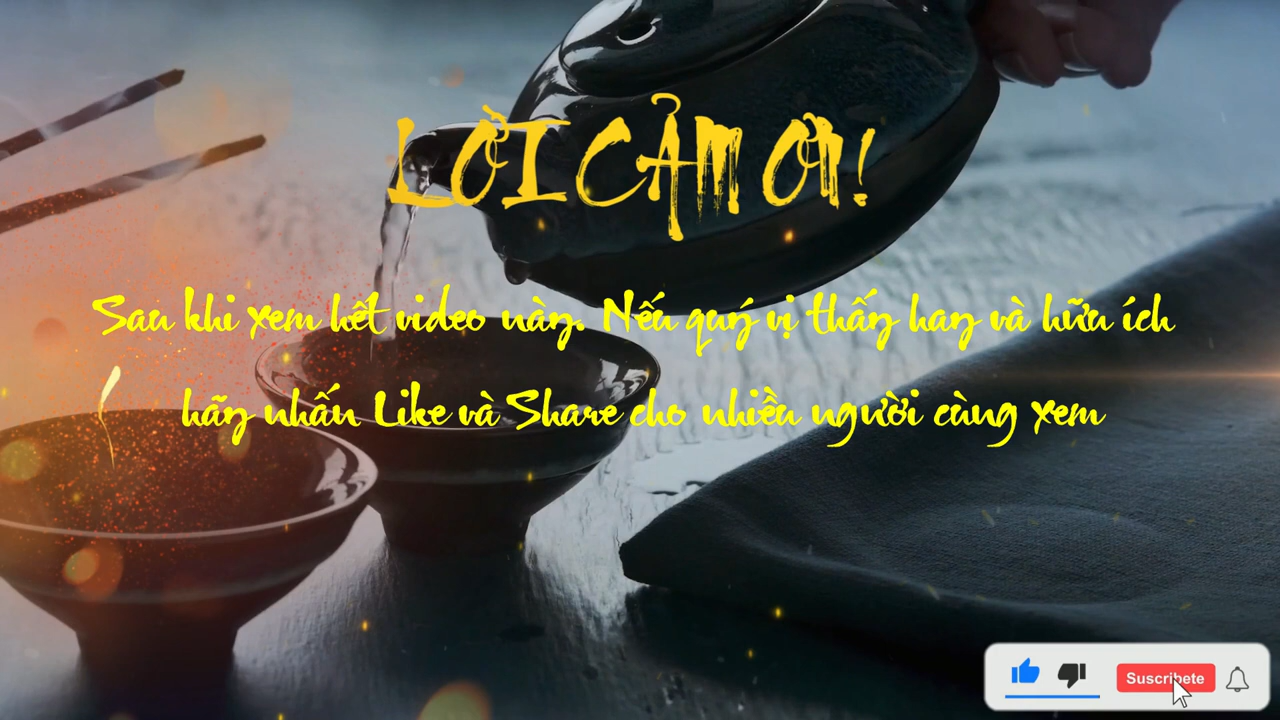 LỜI CẢM ƠN!
Sau khi xem hết video này. Nếu quý vị thấy hay và hữu ích
hãy nhấn Like và Share cho nhiều người cùng xem
Suscribete